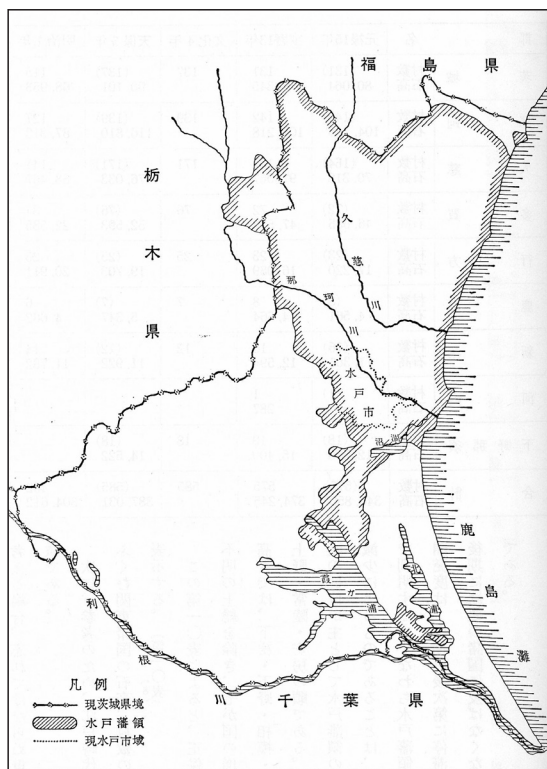 福島県
栃木県
久慈川
那珂川
水戸市
涸沼
鹿島灘
霞ガ浦
北浦
利根川
千葉県
凡例
現茨城県境
水戸藩領
現水戸市域